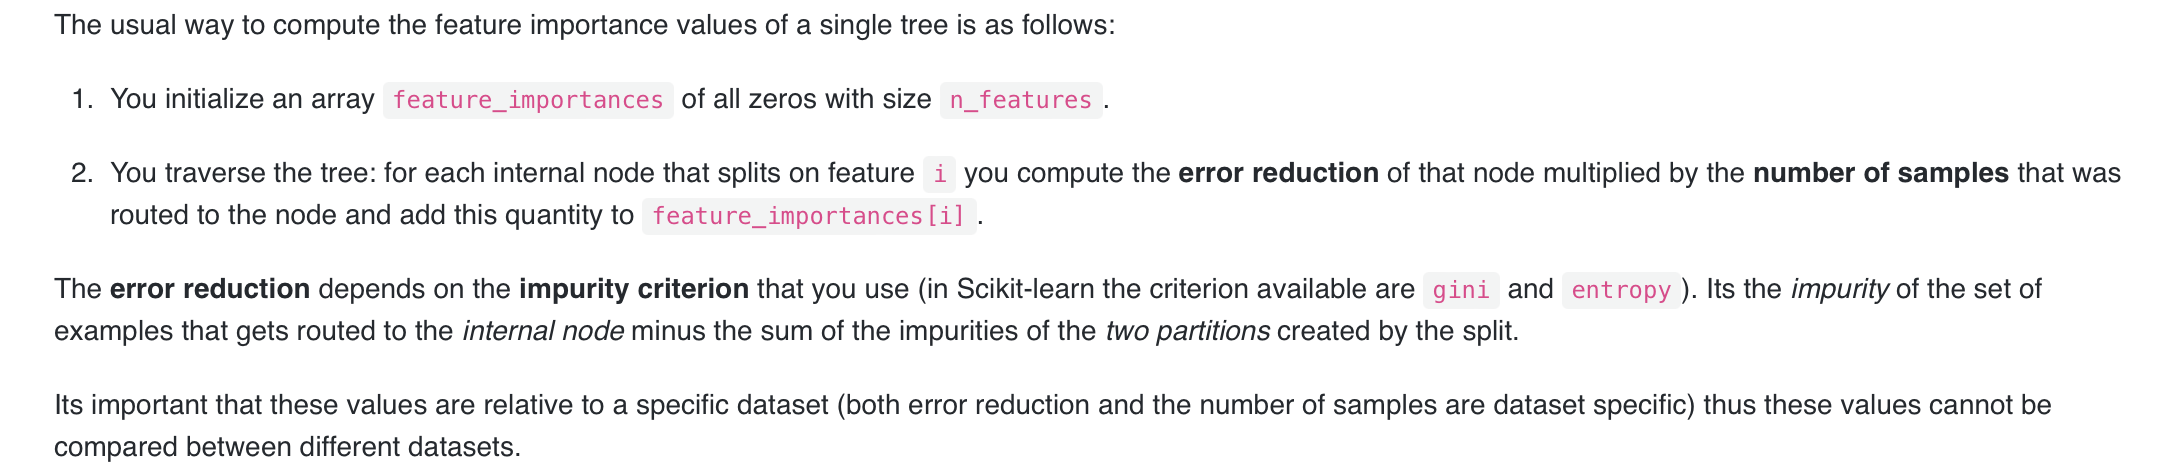 The usual way to compute the feature importance values of a single tree is as follows:
1. You initialize an array feature_importances of all zeros with size n_features.
2. You traverse the tree: for each internal node that splits on feature i you compute the error reduction of that node multiplied by the number of samples that was
routed to the node and add this quantity to feature_importances[i].
The error reduction depends on the impurity criterion that you use (in Scikit-learn the criterion available are gini and entropy). Its the impurity of the set of
examples that gets routed to the internal node minus the sum of the impurities of the two partitions created by the split.
Its important that these values are relative to a specific dataset (both error reduction and the number of samples are dataset specific) thus these values cannot be
compared between different datasets.